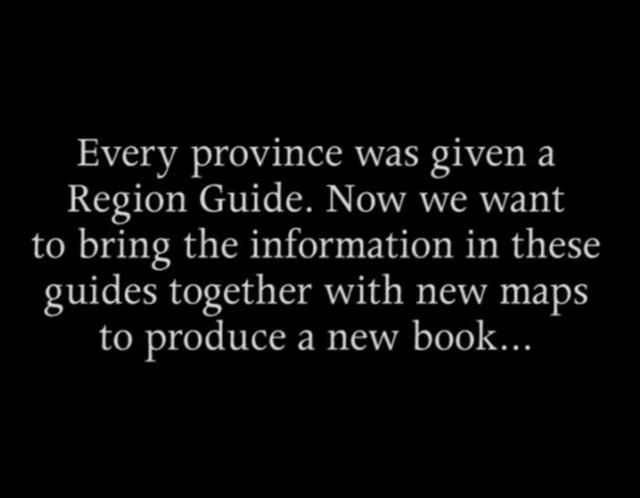 Every province was given a
Region Guide. Now we want
to bring the information in these
guides together with new maps
to produce a new book...